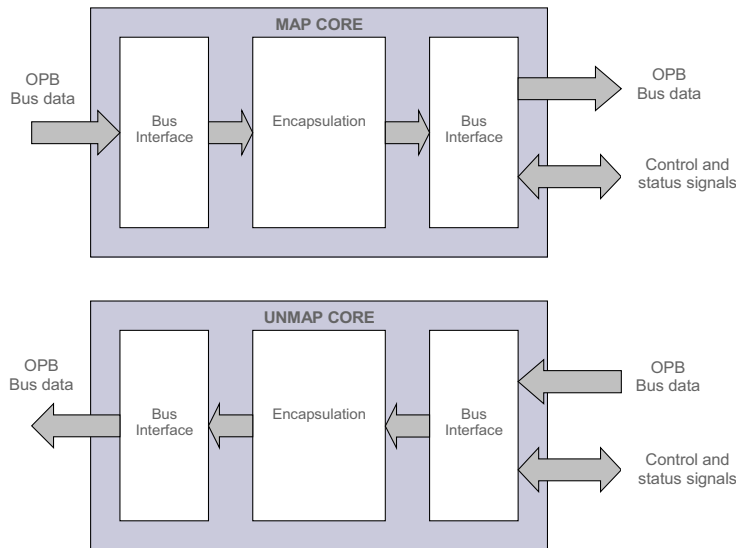 MAP CORE
OPB
Bus data
Bus
Interface
Encapsulation
Bus
Interface
OPB
Bus data
Control and
status signals
UNMAP CORE
OPB
Bus data
Bus
Interface
Encapsulation
Bus
Interface
OPB
Bus data
Control and
status signals